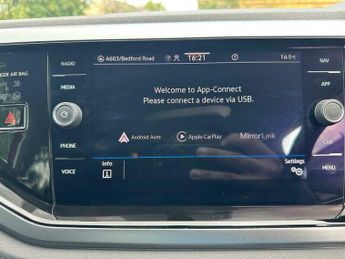 RADIO
MEDIA
PHONE
VOICE
A603/Bedford Road
16:21
16.5°C
Welcome to App-Connect
Please connect a device via USB.
Android Auto
Apple CarPlay
MirrorLink
Info
Settings
NAV
APP
CAR
MENU
AIR BAG